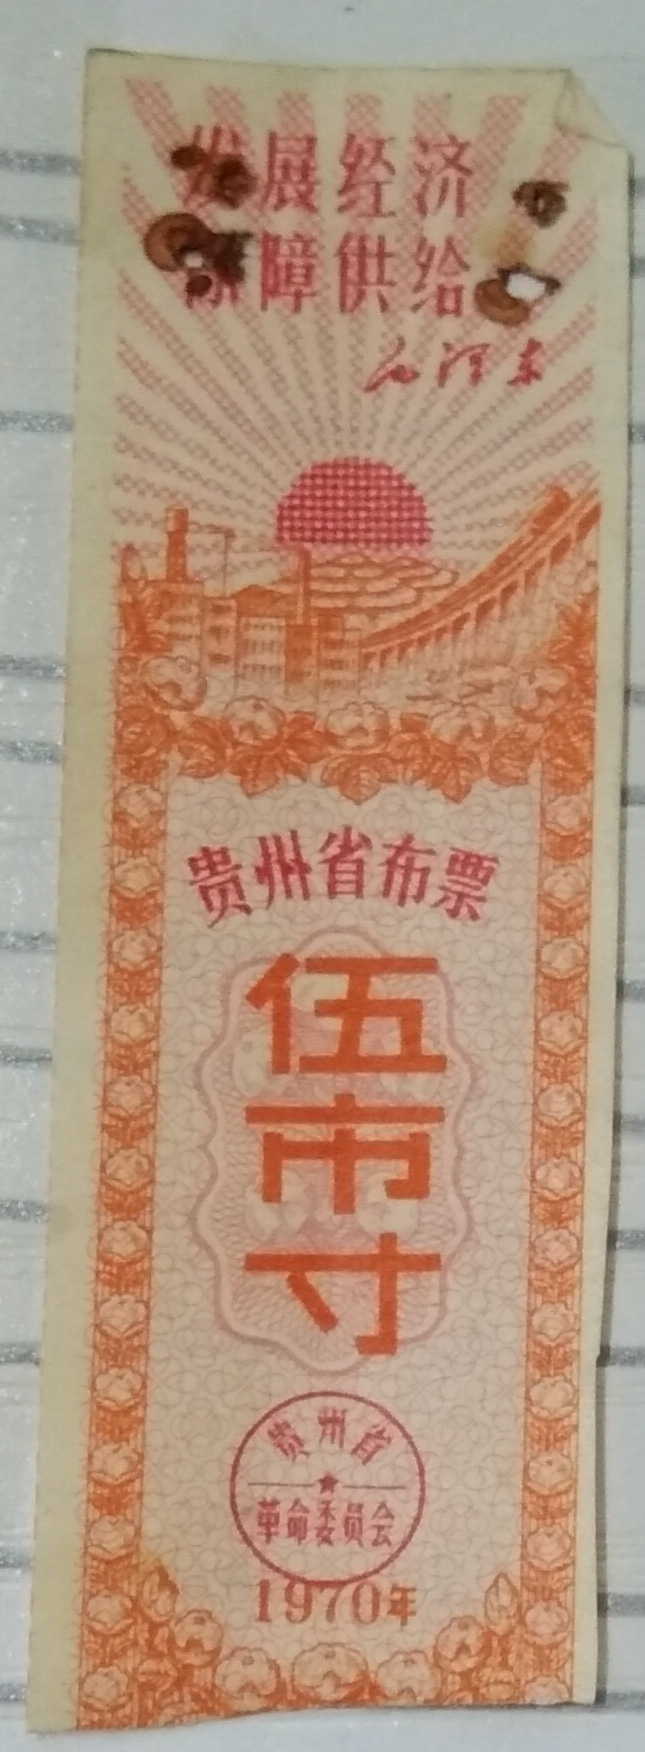 发展经济
保障供给
毛泽东
贵州省布票
伍市寸
贵州省
革命委员会
1970年